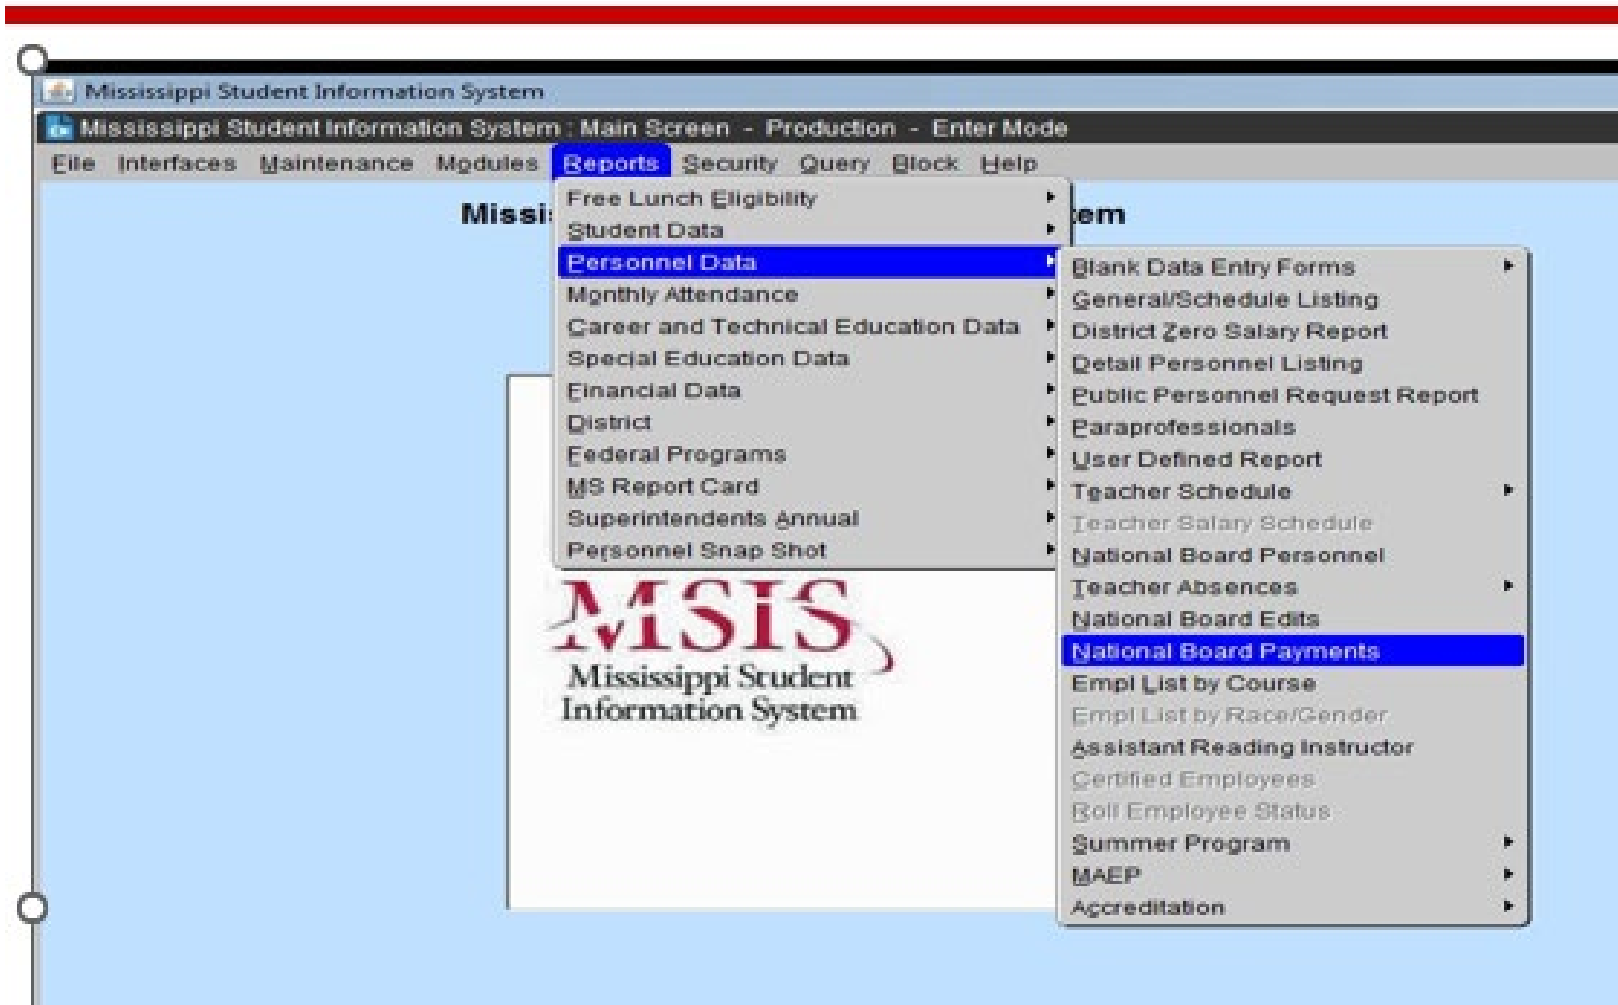 Mississippi Student Information System
Mississippi Student Information System : Main Screen - Production - Enter Mode
File Interfaces Maintenance Modules Reports Security Query Block Help
Missi
em
Free Lunch Eligibility
Student Data
Personnel Data
Monthly Attendance
Career and Technical Education Data
Special Education Data
Financial Data
District
Federal Programs
MS Report Card
Superintendents Annual
Personnel Snap Shot
Blank Data Entry Forms
General/Schedule Listing
District Zero Salary Report
Detail Personnel Listing
Public Personnel Request Report
Paraprofessionals
User Defined Report
Teacher Schedule
Teacher Salary Schedule
National Board Personnel
Teacher Absences
National Board Edits
National Board Payments
Empl List by Course
Empl List by Race/Gender
Assistant Reading Instructor
Certified Employees
Roll Employee Status
Summer Program
MAEP
Accreditation
MSIS
Mississippi Student
Information System